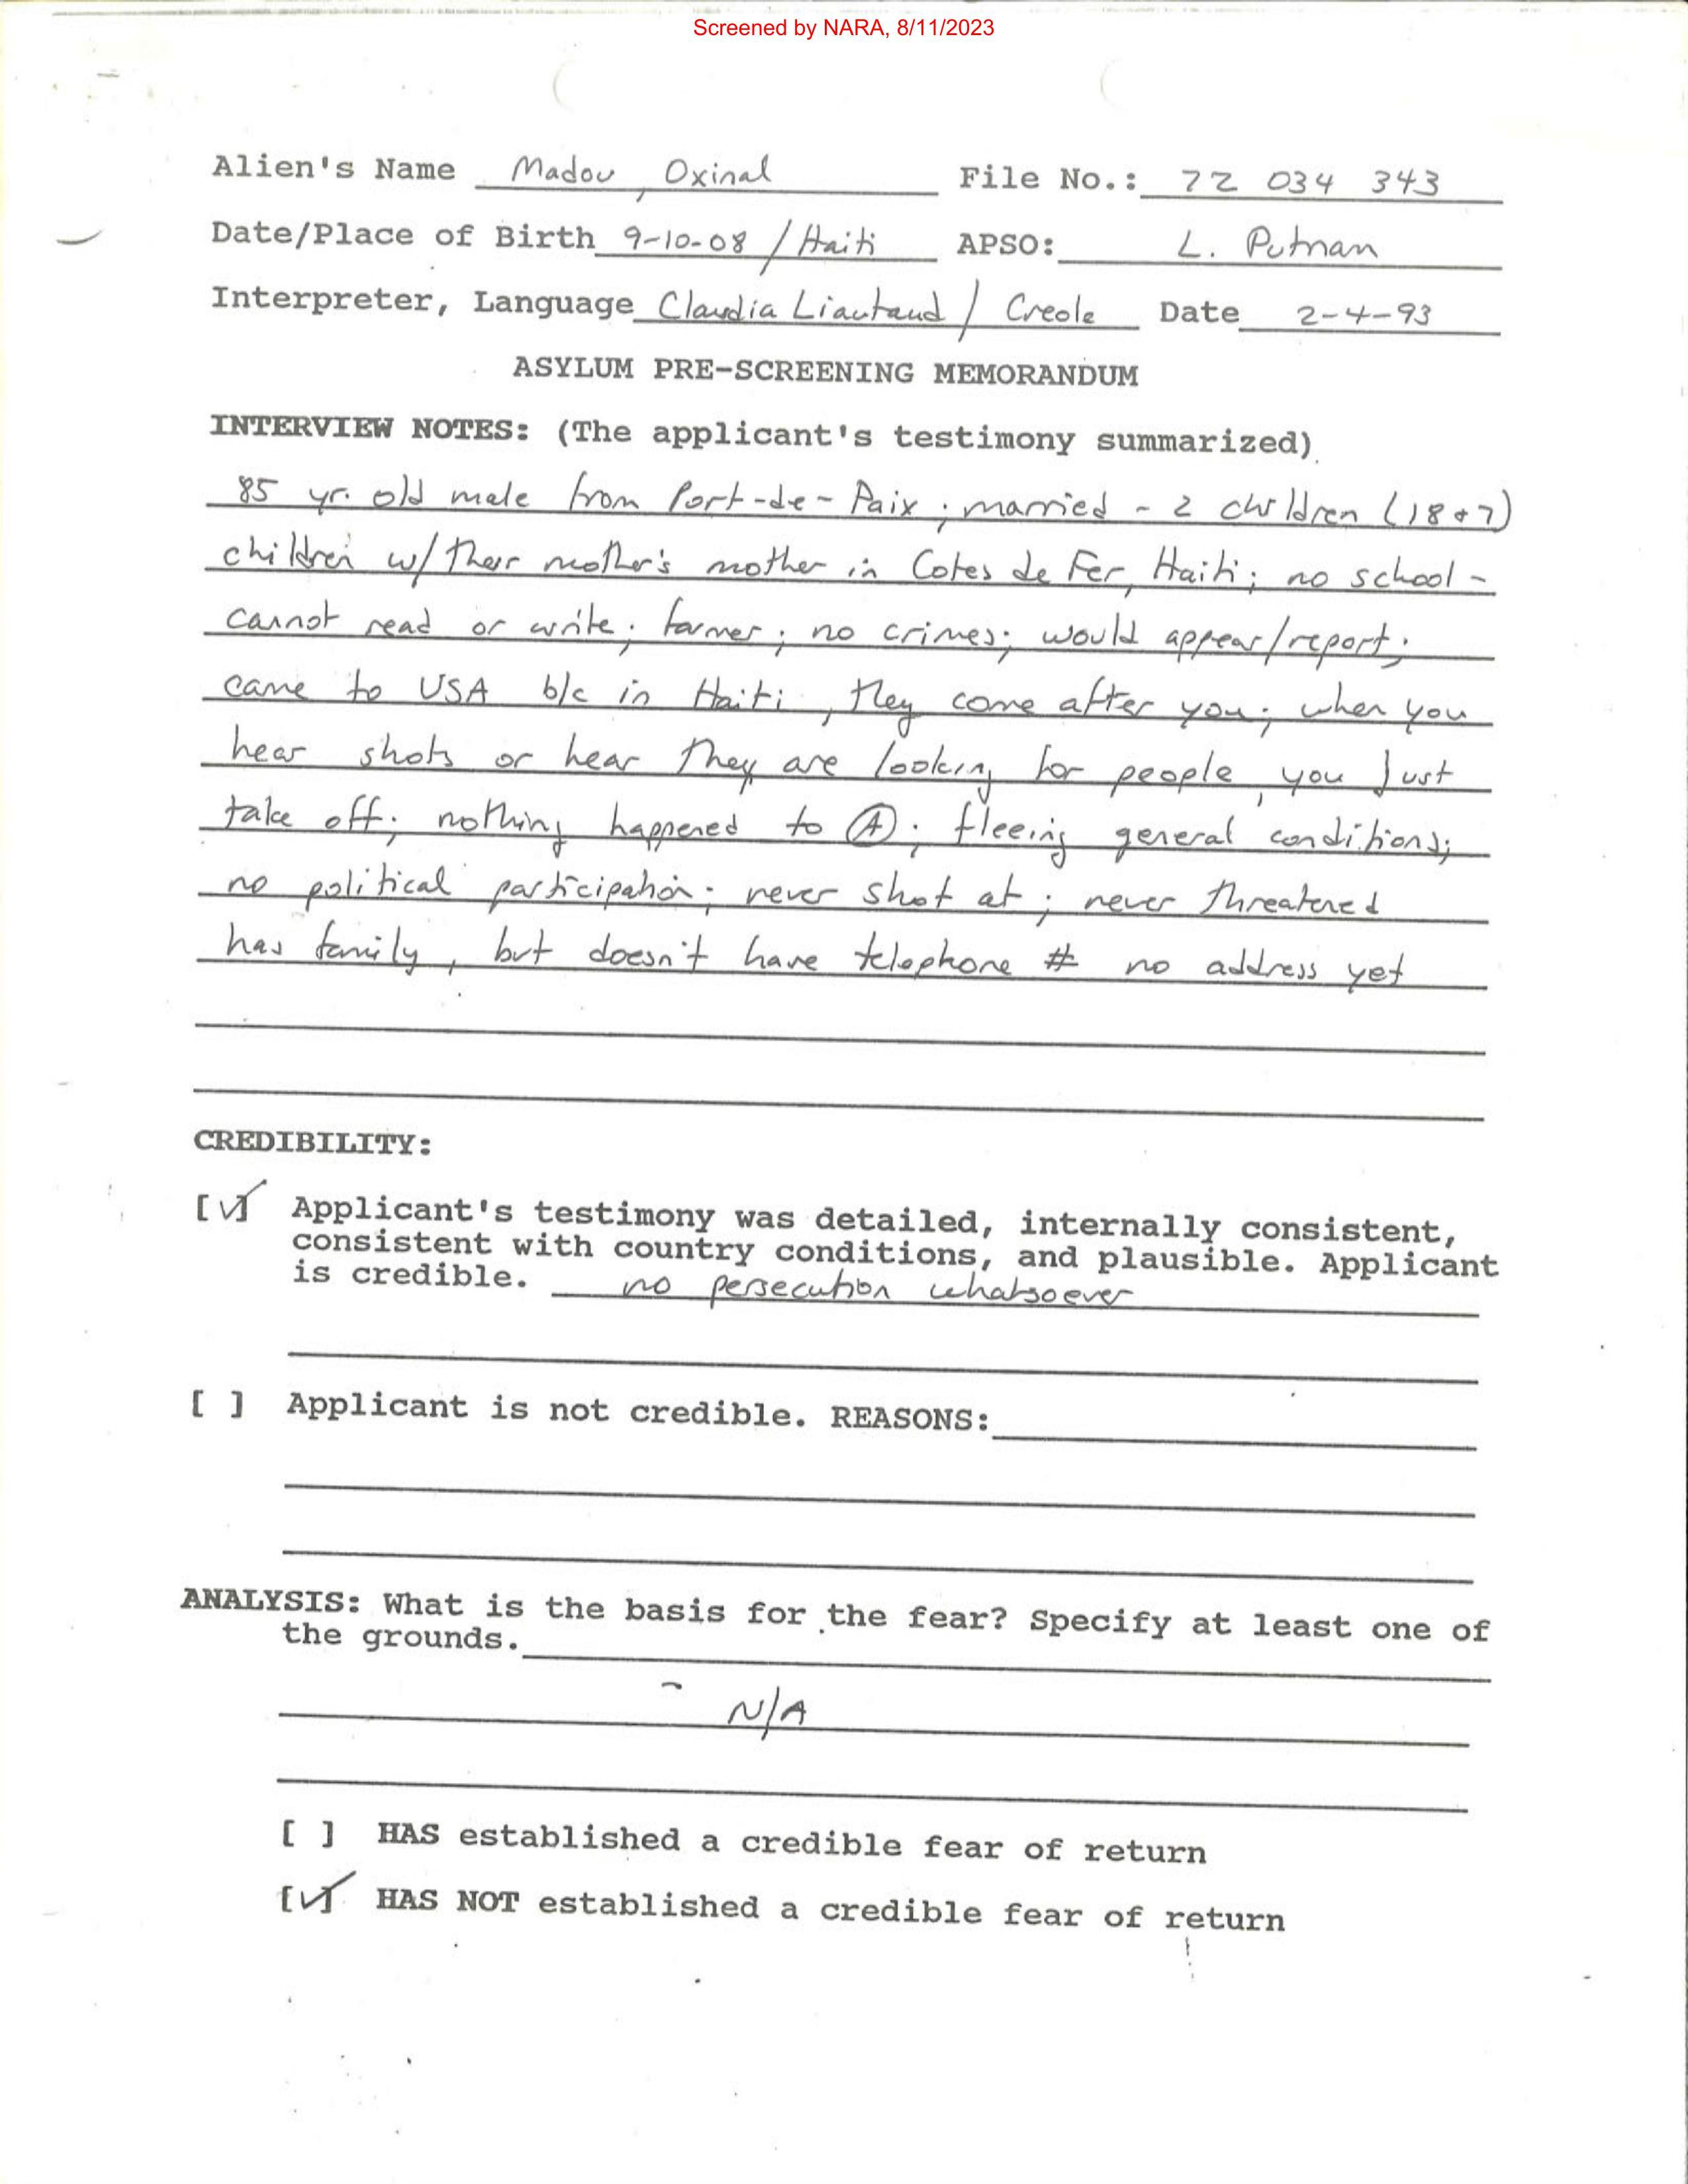 Screened by NARA, 8/11/2023
Alien's Name Madou, Oxinal File No.: 72 034 343
Date/Place of Birth 9-10-08 / Haiti APSO: L. Putnam
Interpreter, Language Claudia Liautaud / Creole Date 2-4-93
ASYLUM PRE-SCREENING MEMORANDUM
INTERVIEW NOTES: (The applicant's testimony summarized)
85 yr. old male from Port-de-Paix; married - 2 children (18+7)
children w/ their mother's mother in Cotes de Fer, Haiti; no school -
cannot read or write; farmer; no crimes; would appear/report;
came to USA b/c in Haiti, they come after you; when you
hear shots or hear they are looking for people, you just
take off; nothing happened to Ⓐ; fleeing general conditions;
no political participation; never shot at; never threatened
has family, but doesn't have telephone # no address yet
CREDIBILITY:
[✓] Applicant's testimony was detailed, internally consistent,
consistent with country conditions, and plausible. Applicant
is credible. no persecution whatsoever
[ ] Applicant is not credible. REASONS:
ANALYSIS: What is the basis for the fear? Specify at least one of
the grounds.
N/A
[ ] HAS established a credible fear of return
[✓] HAS NOT established a credible fear of return